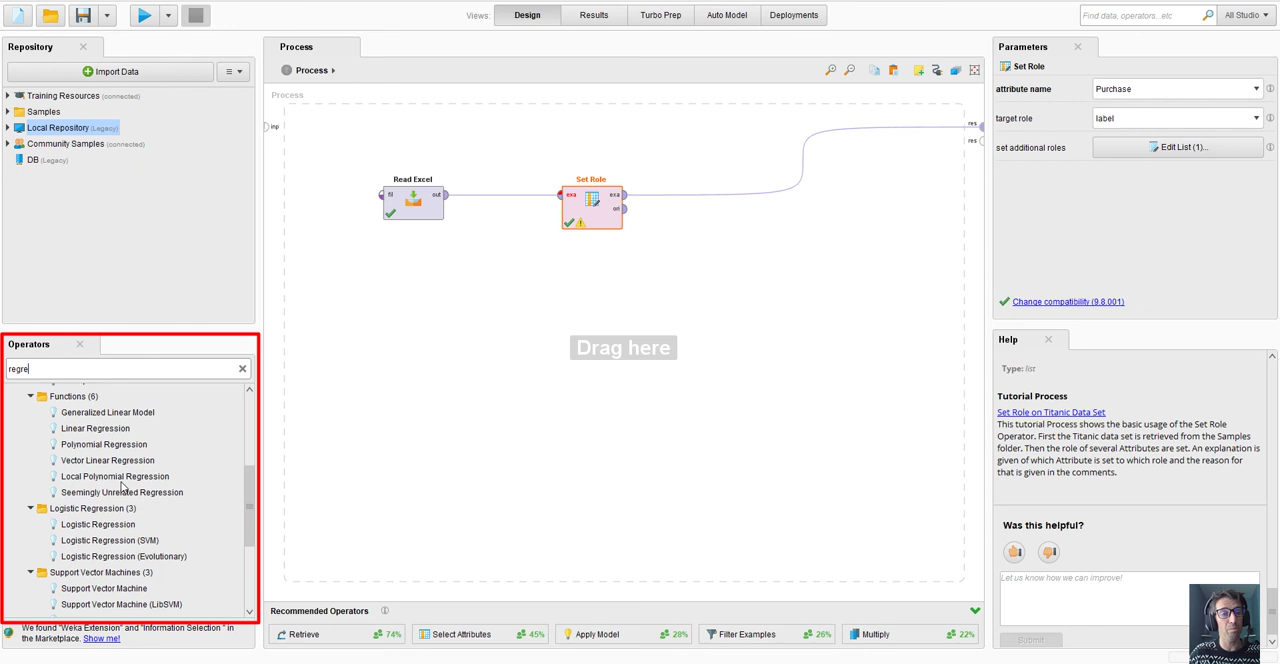 Views:
Design
Results
Turbo Prep
Auto Model
Deployments
Find data, operators...etc
All Studio
Repository
Import Data
Training Resources (connected)
Samples
Local Repository (Legacy)
Community Samples (connected)
DB (Legacy)
Process
Process
Process
inp
res
res
Read Excel
fil
out
Set Role
exa
exa
ori
Drag here
Recommended Operators
Retrieve
74%
Select Attributes
45%
Apply Model
28%
Filter Examples
26%
Multiply
22%
Operators
regre
Functions (6)
Generalized Linear Model
Linear Regression
Polynomial Regression
Vector Linear Regression
Local Polynomial Regression
Seemingly Unrelated Regression
Logistic Regression (3)
Logistic Regression
Logistic Regression (SVM)
Logistic Regression (Evolutionary)
Support Vector Machines (3)
Support Vector Machine
Support Vector Machine (LibSVM)
We found "Weka Extension" and "Information Selection " in
the Marketplace. Show me!
Parameters
Set Role
attribute name
Purchase
target role
label
set additional roles
Edit List (1)...
Change compatibility (9.8.001)
Help
Type: list
Tutorial Process
Set Role on Titanic Data Set
This tutorial Process shows the basic usage of the Set Role
Operator. First the Titanic data set is retrieved from the Samples
folder. Then the role of several Attributes are set. An explanation is
given of which Attribute is set to which role and the reason for
that is given in the comments.
Was this helpful?
Let us know how we can improve!
Submit